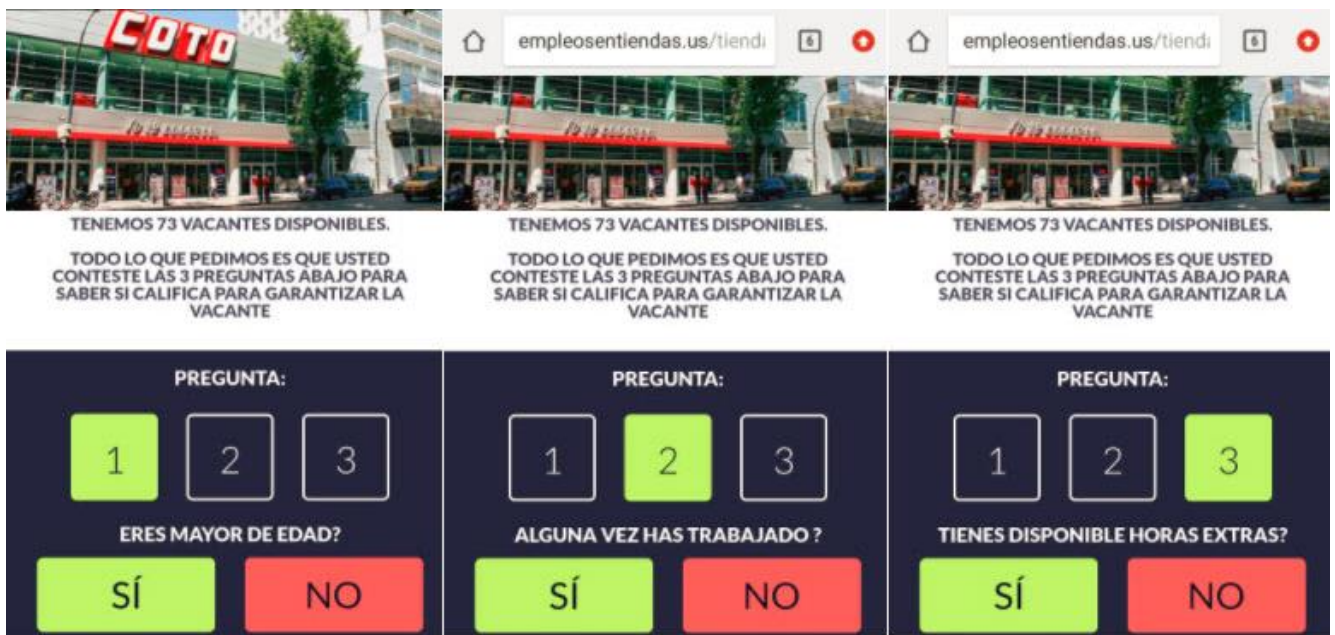 COTO
TENEMOS 73 VACANTES DISPONIBLES.
TODO LO QUE PEDIMOS ES QUE USTED
CONTESTE LAS 3 PREGUNTAS ABAJO PARA
SABER SI CALIFICA PARA GARANTIZAR LA
VACANTE
PREGUNTA:
1 2 3
ERES MAYOR DE EDAD?
SÍ NO
empleosentiendas.us/tienda 6
TENEMOS 73 VACANTES DISPONIBLES.
TODO LO QUE PEDIMOS ES QUE USTED
CONTESTE LAS 3 PREGUNTAS ABAJO PARA
SABER SI CALIFICA PARA GARANTIZAR LA
VACANTE
PREGUNTA:
1 2 3
ALGUNA VEZ HAS TRABAJADO ?
SÍ NO
empleosentiendas.us/tienda 6
TENEMOS 73 VACANTES DISPONIBLES.
TODO LO QUE PEDIMOS ES QUE USTED
CONTESTE LAS 3 PREGUNTAS ABAJO PARA
SABER SI CALIFICA PARA GARANTIZAR LA
VACANTE
PREGUNTA:
1 2 3
TIENES DISPONIBLE HORAS EXTRAS?
SÍ NO